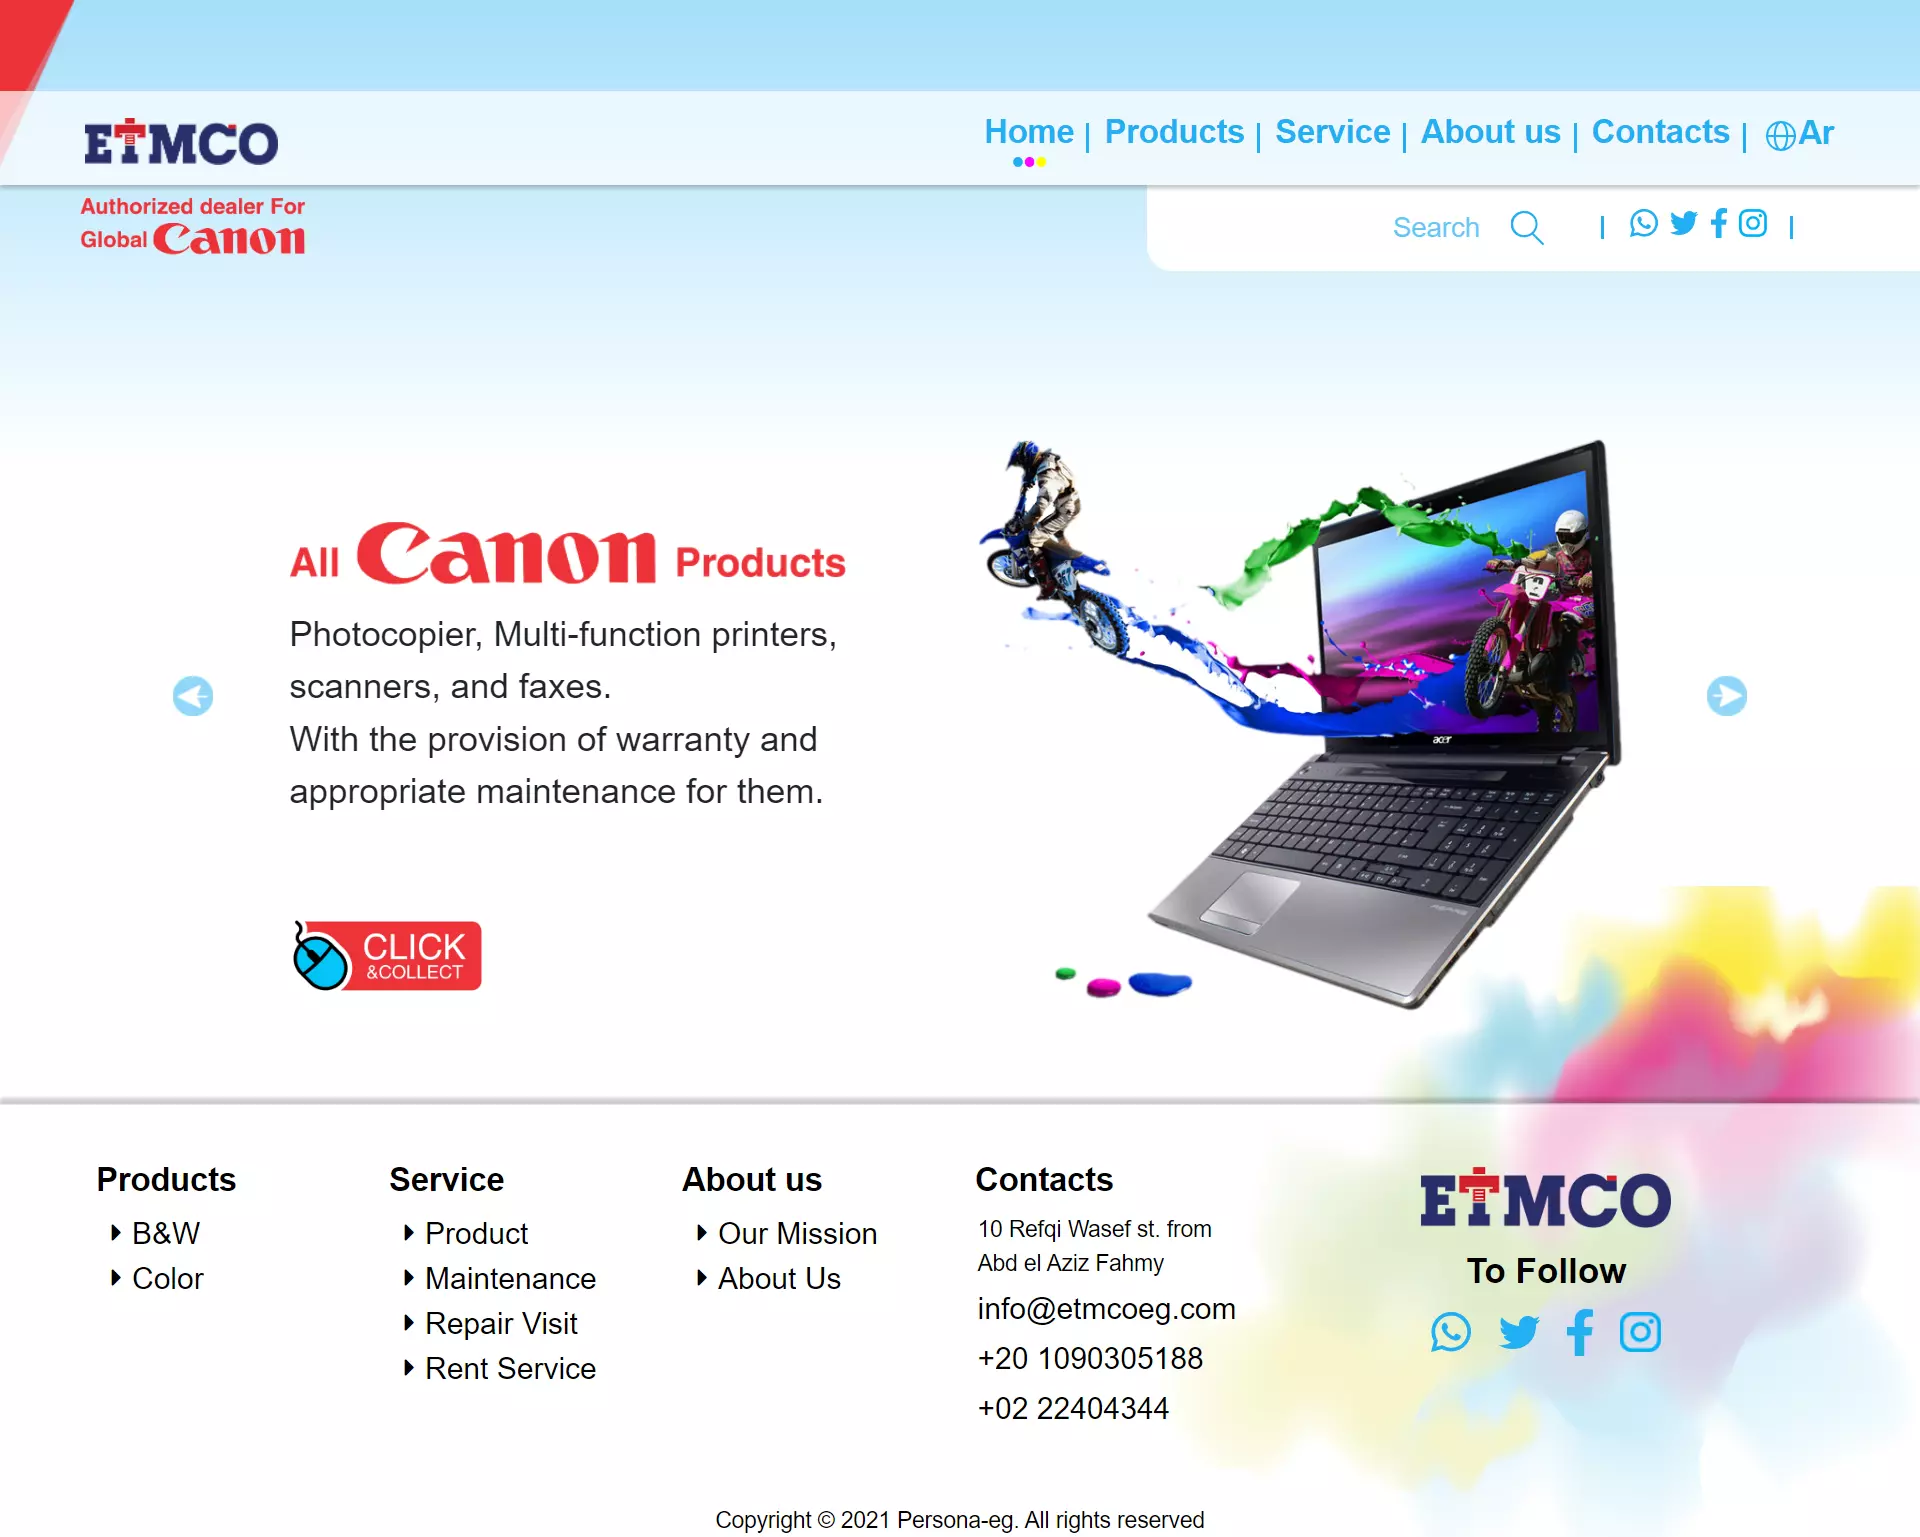 ETMCO
Home | Products | Service | About us | Contacts | Ar
Authorized dealer For
Global Canon
Search
All Canon Products
Photocopier, Multi-function printers,
scanners, and faxes.
With the provision of warranty and
appropriate maintenance for them.
acer
CLICK
&COLLECT
Products
B&W
Color
Service
Product
Maintenance
Repair Visit
Rent Service
About us
Our Mission
About Us
Contacts
10 Refqi Wasef st. from
Abd el Aziz Fahmy
info@etmcoeg.com
+20 1090305188
+02 22404344
ETMCO
To Follow
Copyright © 2021 Persona-eg. All rights reserved